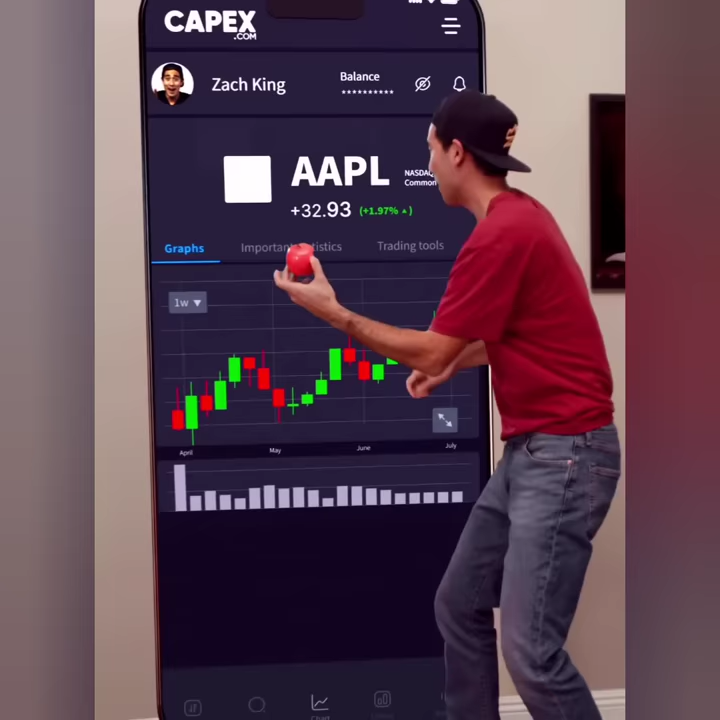 CAPEX
.COM
Zach King
Balance
**********
AAPL
NASDAQ
Common
+32.93 (+1.97% ▲)
Graphs
Important
Trading tools
1w ▼
April May June July